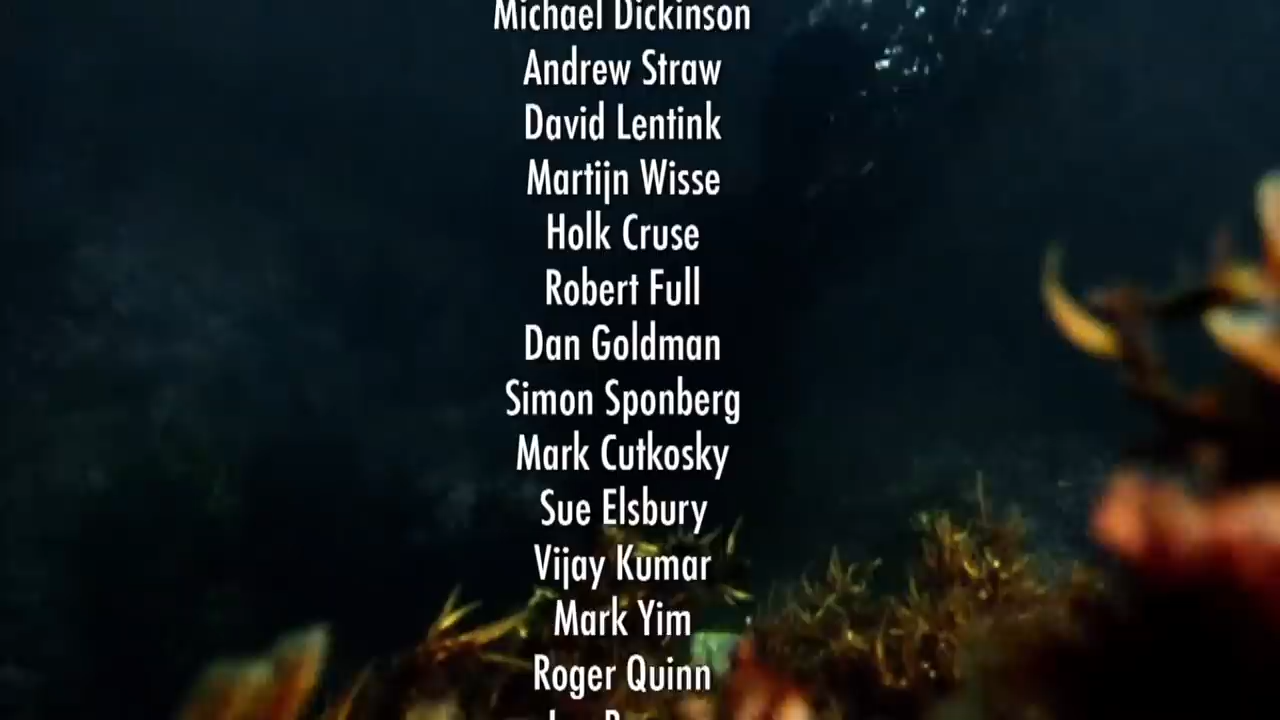 Michael Dickinson
Andrew Straw
David Lentink
Martijn Wisse
Holk Cruse
Robert Full
Dan Goldman
Simon Sponberg
Mark Cutkosky
Sue Elsbury
Vijay Kumar
Mark Yim
Roger Quinn